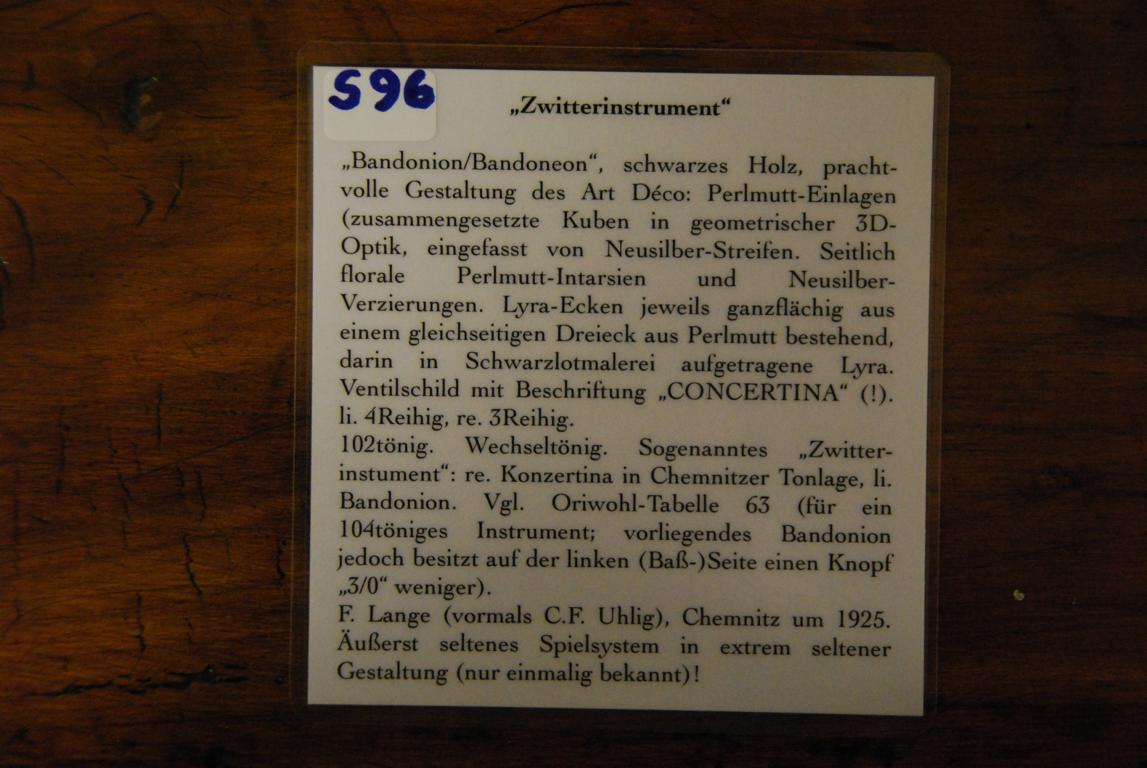 S96
„Zwitterinstrument“
„Bandonion/Bandoneon“, schwarzes Holz, pracht-
volle Gestaltung des Art Déco: Perlmutt-Einlagen
(zusammengesetzte Kuben in geometrischer 3D-
Optik, eingefasst von Neusilber-Streifen. Seitlich
florale Perlmutt-Intarsien und Neusilber-
Verzierungen. Lyra-Ecken jeweils ganzflächig aus
einem gleichseitigen Dreieck aus Perlmutt bestehend,
darin in Schwarzlotmalerei aufgetragene Lyra.
Ventilschild mit Beschriftung „CONCERTINA“ (!).
li. 4Reihig, re. 3Reihig.
102tönig. Wechseltönig. Sogenanntes „Zwitter-
instument“: re. Konzertina in Chemnitzer Tonlage, li.
Bandonion. Vgl. Oriwohl-Tabelle 63 (für ein
104töniges Instrument; vorliegendes Bandonion
jedoch besitzt auf der linken (Baß-)Seite einen Knopf
„3/0“ weniger).
F. Lange (vormals C.F. Uhlig), Chemnitz um 1925.
Äußerst seltenes Spielsystem in extrem seltener
Gestaltung (nur einmalig bekannt)!